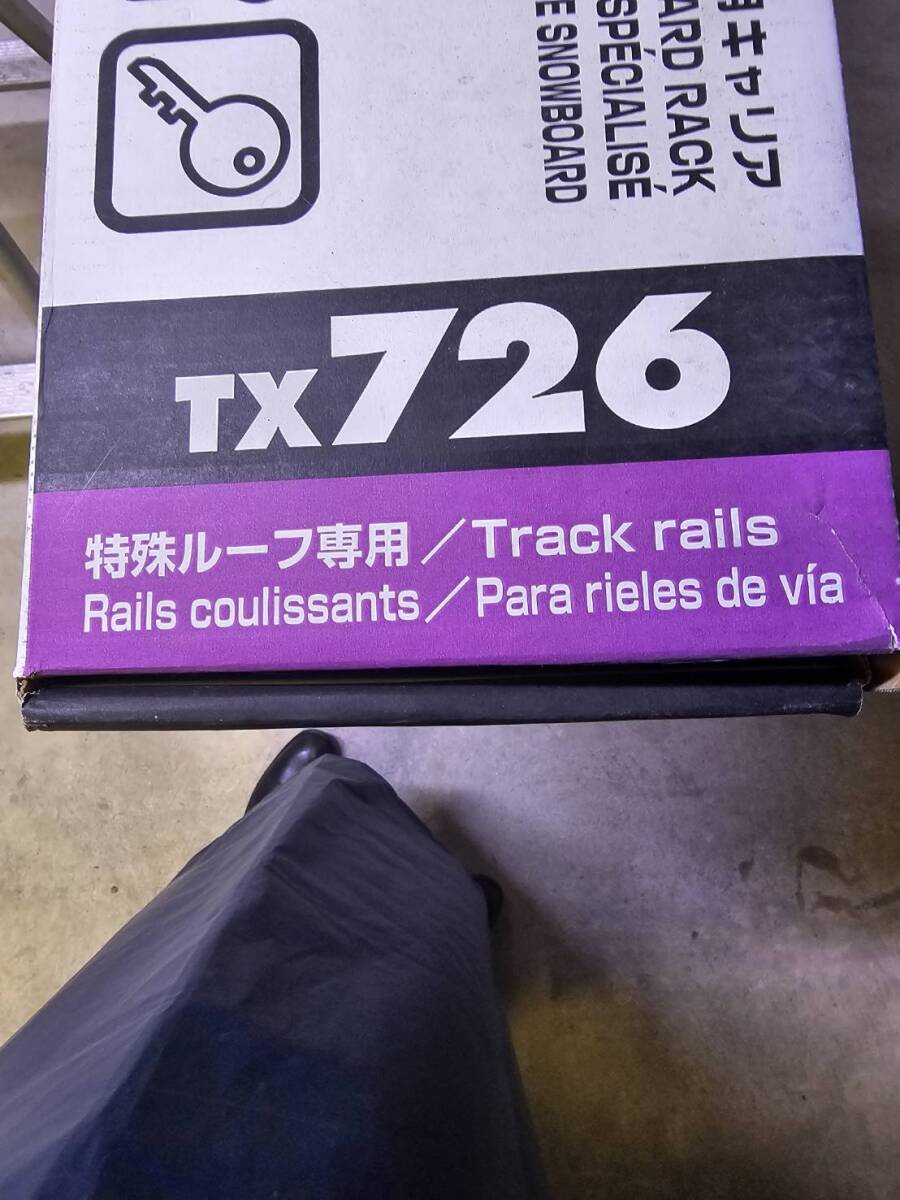 用キャリア
ARD RACK
SPÉCIALISÉ
E SNOWBOARD
TX726
特殊ルーフ専用／Track rails
Rails coulissants／Para rieles de vía